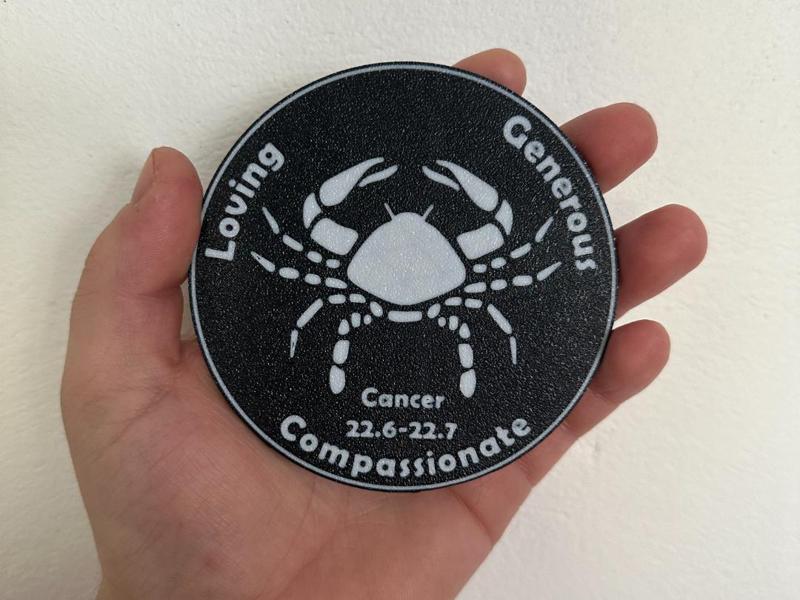 Loving
Generous
Cancer
22.6-22.7
Compassionate